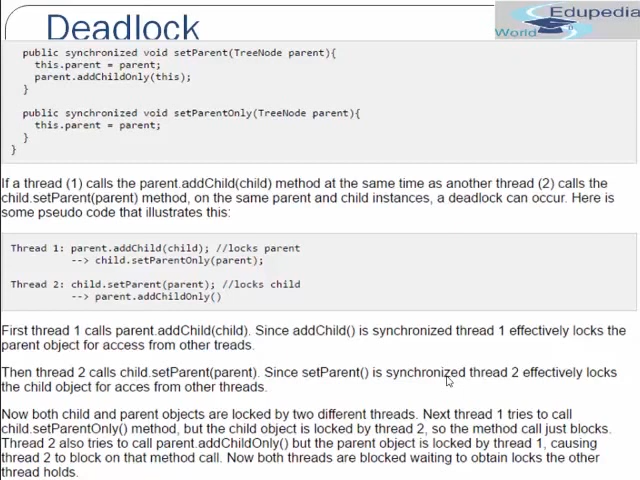 Deadlock
Edupedia
World
public synchronized void setParent(TreeNode parent){
this.parent = parent;
parent.addChildOnly(this);
}
public synchronized void setParentOnly(TreeNode parent){
this.parent = parent;
}
}
If a thread (1) calls the parent.addChild(child) method at the same time as another thread (2) calls the
child.setParent(parent) method, on the same parent and child instances, a deadlock can occur. Here is
some pseudo code that illustrates this:
Thread 1: parent.addChild(child); //locks parent
--> child.setParentOnly(parent);
Thread 2: child.setParent(parent); //locks child
--> parent.addChildOnly()
First thread 1 calls parent.addChild(child). Since addChild() is synchronized thread 1 effectively locks the
parent object for access from other treads.
Then thread 2 calls child.setParent(parent). Since setParent() is synchronized thread 2 effectively locks
the child object for acces from other threads.
Now both child and parent objects are locked by two different threads. Next thread 1 tries to call
child.setParentOnly() method, but the child object is locked by thread 2, so the method call just blocks.
Thread 2 also tries to call parent.addChildOnly() but the parent object is locked by thread 1, causing
thread 2 to block on that method call. Now both threads are blocked waiting to obtain locks the other
thread holds.